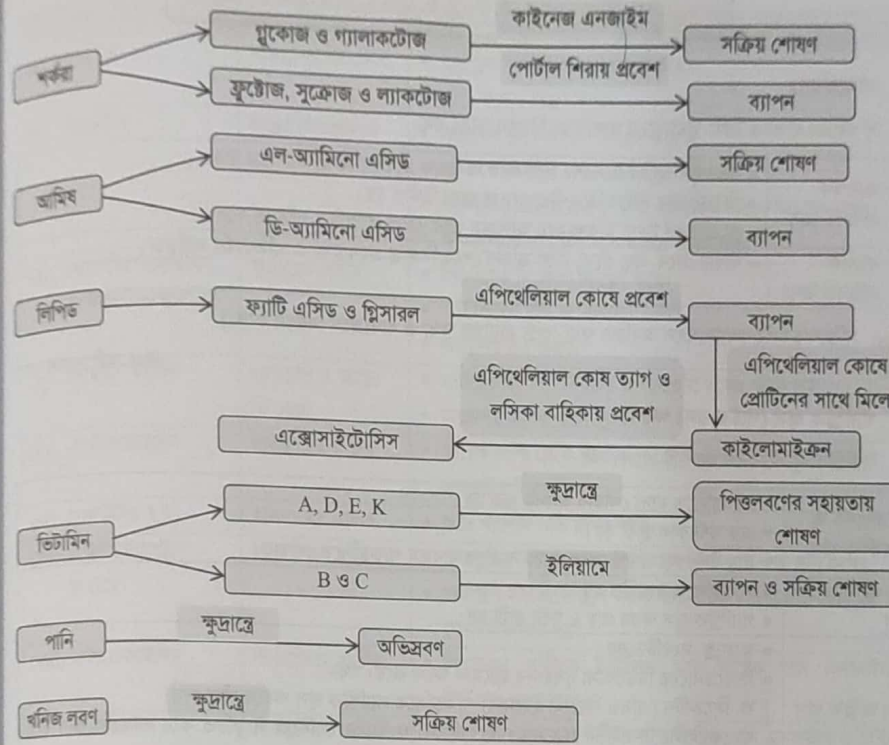 শর্করা
গ্লুকোজ ও গ্যালাকটোজ
কাইনেজ এনজাইম
সক্রিয় শোষণ
ফ্রুক্টোজ, সুক্রোজ ও ল্যাকটোজ
পোর্টাল শিরায় প্রবেশ
ব্যাপন
আমিষ
এল-অ্যামিনো এসিড
সক্রিয় শোষণ
ডি-অ্যামিনো এসিড
ব্যাপন
লিপিড
ফ্যাটি এসিড ও গ্লিসারল
এপিথেলিয়াল কোষে প্রবেশ
ব্যাপন
এপিথেলিয়াল কোষে
প্রোটিনের সাথে মিলে
কাইলোমাইক্রন
এপিথেলিয়াল কোষ ত্যাগ ও
লসিকা বাহিকায় প্রবেশ
এক্সোসাইটোসিস
ভিটামিন
A, D, E, K
ক্ষুদ্রান্ত্রে
পিত্তলবণের সহায়তায়
শোষণ
B ও C
ইলিয়ামে
ব্যাপন ও সক্রিয় শোষণ
পানি
ক্ষুদ্রান্ত্রে
অভিস্রবণ
খনিজ লবণ
ক্ষুদ্রান্ত্রে
সক্রিয় শোষণ